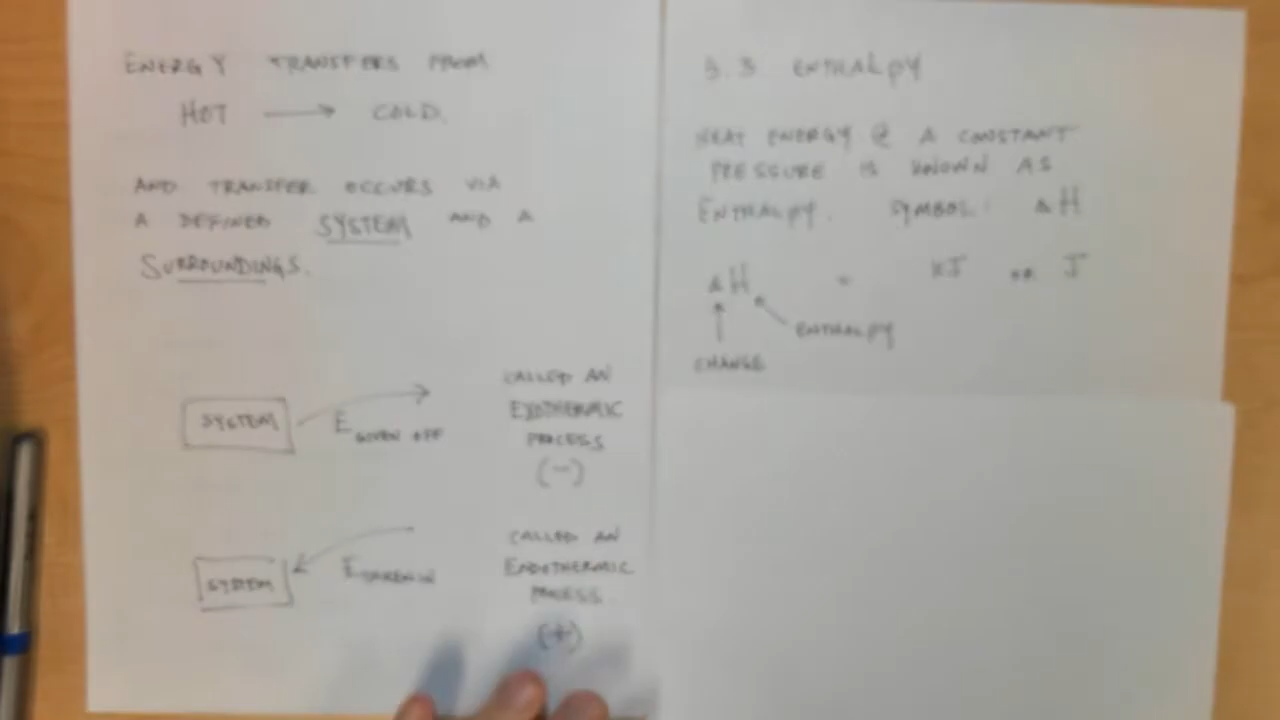 ENERGY TRANSFERS FROM
HOT → COLD.
AND TRANSFER OCCURS VIA
A DEFINED SYSTEM AND A
SURROUNDINGS.
SYSTEM
E GIVEN OFF
CALLED AN
EXOTHERMIC
PROCESS
(-)
SYSTEM
E TAKEN IN
CALLED AN
ENDOTHERMIC
PROCESS
(+)
5.3 ENTHALPY
HEAT ENERGY @ A CONSTANT
PRESSURE IS KNOWN AS
ENTHALPY. SYMBOL: ΔH
ΔH = KJ OR J
ENTHALPY
CHANGE